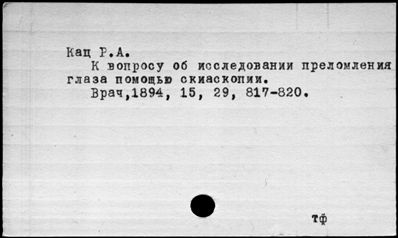 Кац Р.А.
К вопросу об исследовании преломления
глаза помощью скиаскопии.
Врач,1894, 15, 29, 817-820.
тф